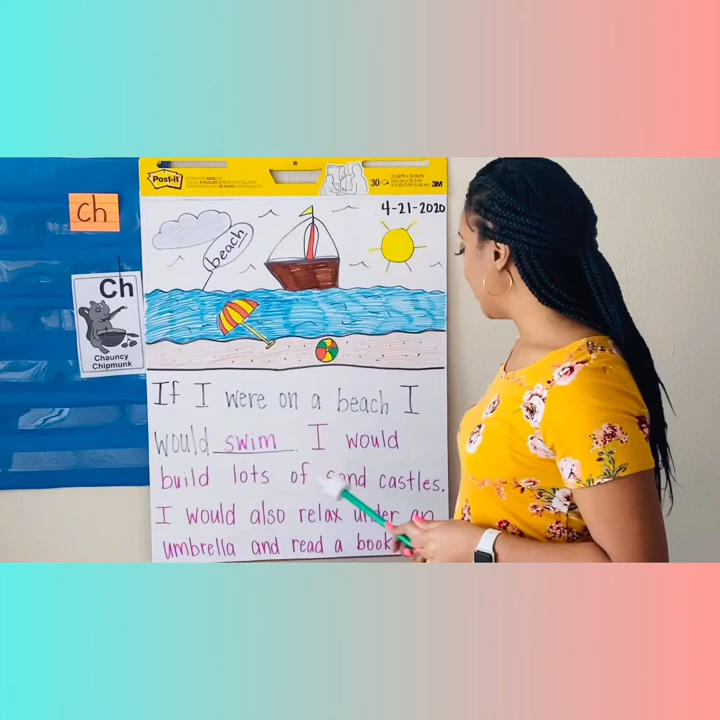 ch
Ch
Chauncy
Chipmunk
Post-it
30
3M
4-21-2020
beach
If I were on a beach I
would swim. I would
build lots of sand castles.
I would also relax under an
umbrella and read a book